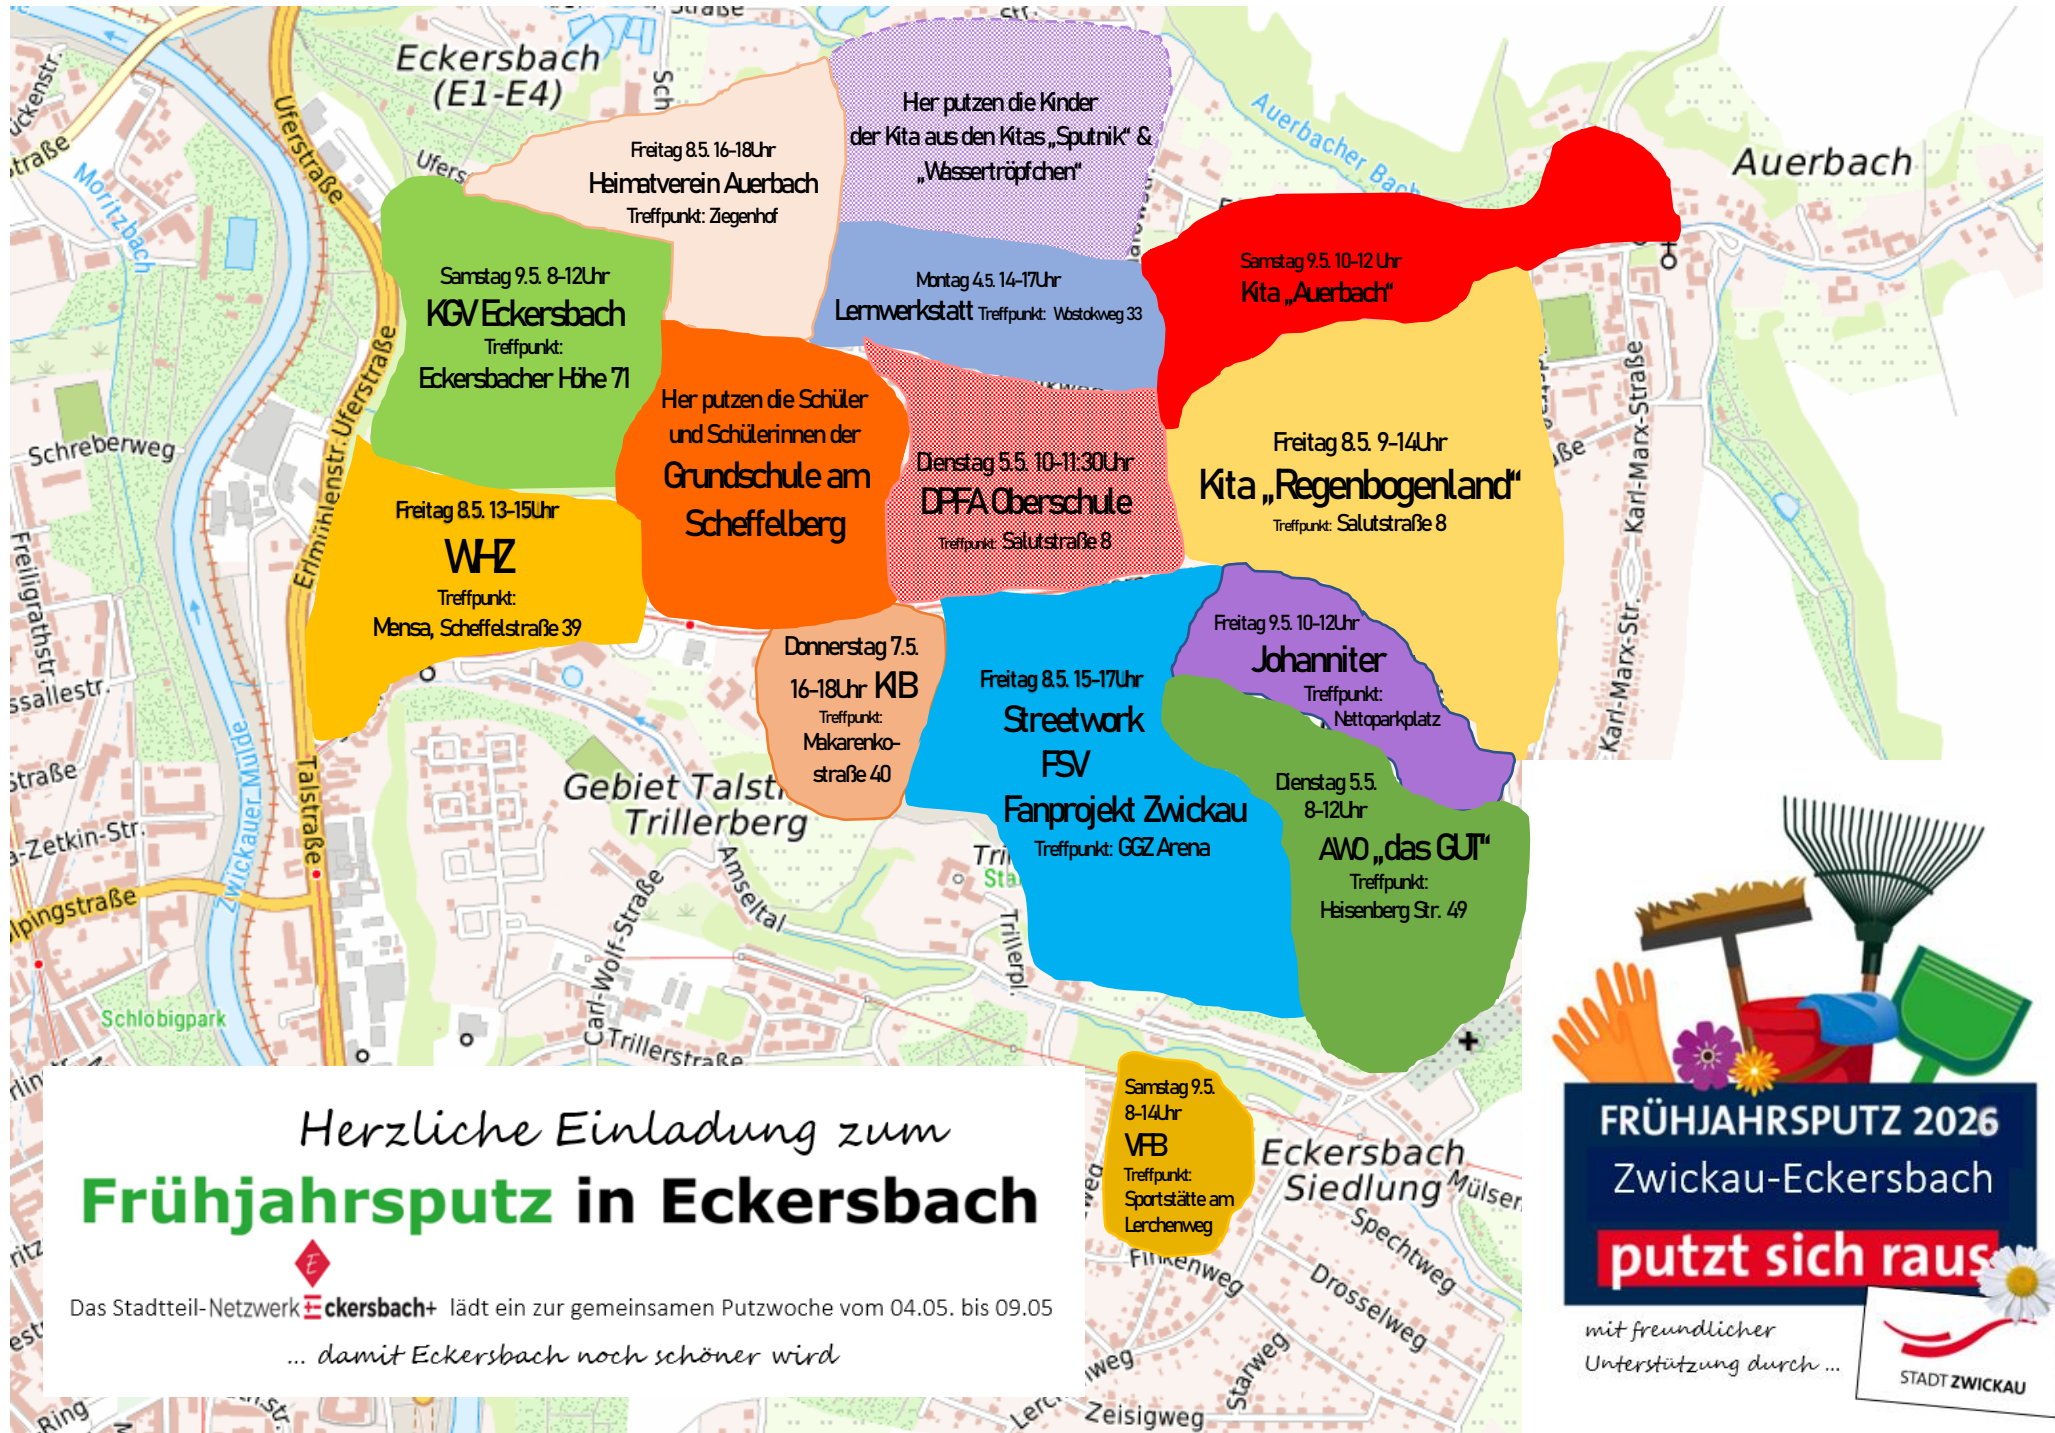 Eckersbach
(E1-E4)
Uferstraße
Moritzbach
Schreberweg
Uferstraße
Erlmühlenstr.
Freiligrathstr.
Zwickauer Mulde
Talstraße
Schlobigpark
Gebiet Talst
Trillerberg
Amseltal
Carl-Wolf-Straße
Trillerstraße
Trillerpl.
Auerbacher Bach
Auerbach
Karl-Marx-Straße
Karl-Marx-Str.
Her putzen die Kinder
der Kita aus den Kitas „Sputnik“ &
„Wassertröpfchen“
Freitag 8.5. 16-18Uhr
Heimatverein Auerbach
Treffpunkt: Ziegenhof
Samstag 9.5. 8-12Uhr
KGV Eckersbach
Treffpunkt:
Eckersbacher Höhe 71
Montag 4.5. 14-17Uhr
Lernwerkstatt Treffpunkt: Wostokweg 33
Samstag 9.5. 10-12 Uhr
Kita „Auerbach“
Her putzen die Schüler
und Schülerinnen der
Grundschule am
Scheffelberg
Dienstag 5.5. 10-11:30Uhr
DPFA Oberschule
Treffpunkt: Salutstraße 8
Freitag 8.5. 9-14Uhr
Kita „Regenbogenland“
Treffpunkt: Salutstraße 8
Freitag 8.5. 13-15Uhr
WHZ
Treffpunkt:
Mensa, Scheffelstraße 39
Donnerstag 7.5.
16-18Uhr KIB
Treffpunkt:
Makarenko-
straße 40
Freitag 8.5. 15-17Uhr
Streetwork
FSV
Fanprojekt Zwickau
Treffpunkt: GGZ Arena
Freitag 9.5. 10-12Uhr
Johanniter
Treffpunkt:
Nettoparkplatz
Dienstag 5.5.
8-12Uhr
AWO „das GUT“
Treffpunkt:
Heisenberg Str. 49
Samstag 9.5.
8-14Uhr
VFB
Treffpunkt:
Sportstätte am
Lerchenweg
Eckersbach
Siedlung
Spechtweg
Finkenweg
Drosselweg
Starweg
Zeisigweg
Herzliche Einladung zum
Frühjahrsputz in Eckersbach
Das Stadtteil-Netzwerk Eckersbach+ lädt ein zur gemeinsamen Putzwoche vom 04.05. bis 09.05
... damit Eckersbach noch schöner wird
FRÜHJAHRSPUTZ 2026
Zwickau-Eckersbach
putzt sich raus
mit freundlicher
Unterstützung durch ...
STADT ZWICKAU